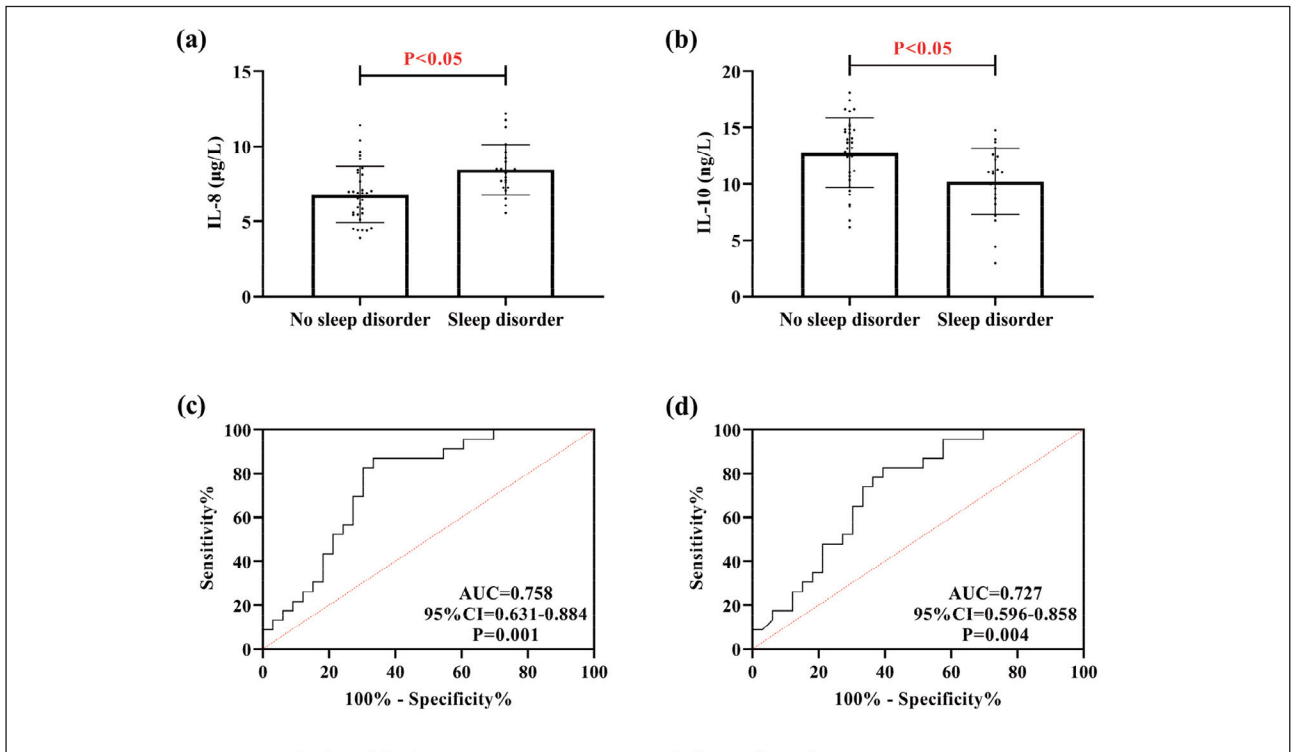 (a)
P<0.05
15
10
5
0
IL-8 (µg/L)
No sleep disorder
Sleep disorder
(b)
P<0.05
20
15
10
5
0
IL-10 (ng/L)
No sleep disorder
Sleep disorder
(c)
100
80
60
40
20
0
Sensitivity%
AUC=0.758
95%CI=0.631-0.884
P=0.001
0 20 40 60 80 100
100% - Specificity%
(d)
100
80
60
40
20
0
Sensitivity%
AUC=0.727
95%CI=0.596-0.858
P=0.004
0 20 40 60 80 100
100% - Specificity%